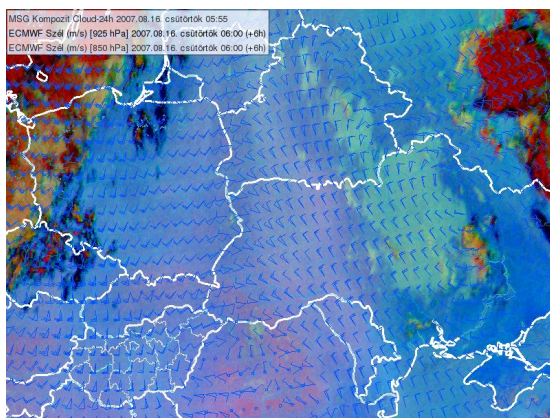 MSG Kompozit Cloud-24h 2007.08.16. csütörtök 05:55
ECMWF Szél (m/s) [925 hPa] 2007.08.16. csütörtök 06:00 (+6h)
ECMWF Szél (m/s) [850 hPa] 2007.08.16. csütörtök 06:00 (+6h)